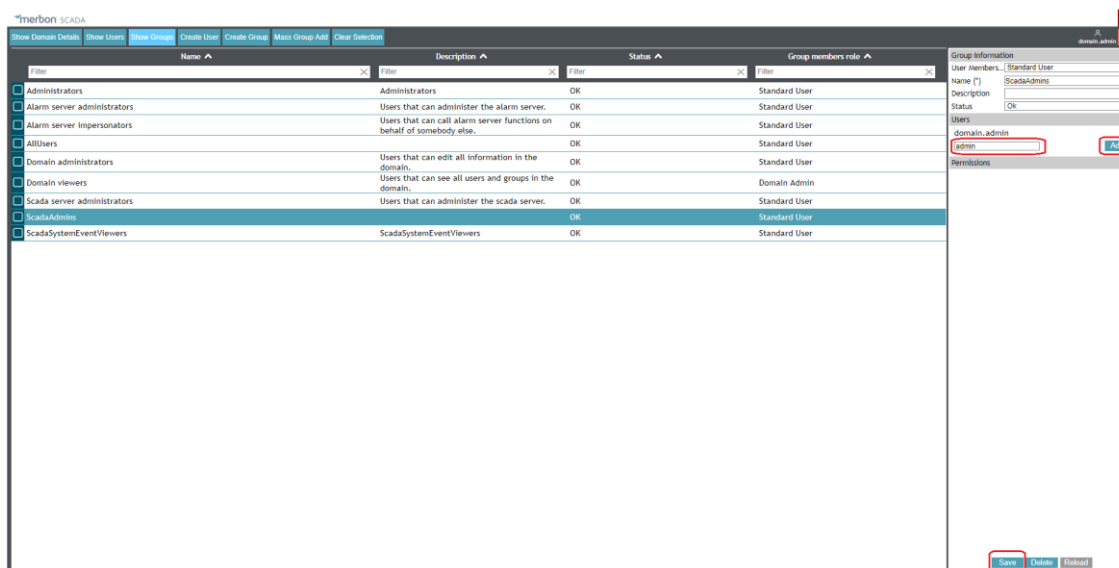 merbon SCADA
Show Domain Details Show Users Show Groups Create User Create Group Mass Group Add Clear Selection
domain.admin
Name Description Status Group members role
Filter Filter Filter Filter
Administrators Administrators OK Standard User
Alarm server administrators Users that can administer the alarm server. OK Standard User
Alarm server impersonators Users that can call alarm server functions on behalf of somebody else. OK Standard User
AllUsers OK Standard User
Domain administrators Users that can edit all information in the domain. OK Standard User
Domain viewers Users that can see all users and groups in the domain. OK Domain Admin
Scada server administrators Users that can administer the scada server. OK Standard User
ScadaAdmins OK Standard User
ScadaSystemEventViewers ScadaSystemEventViewers OK Standard User
Group Information
User Members... Standard User
Name (*) ScadaAdmins
Description
Status Ok
Users
domain.admin
admin Ad
Permissions
Save Delete Reload